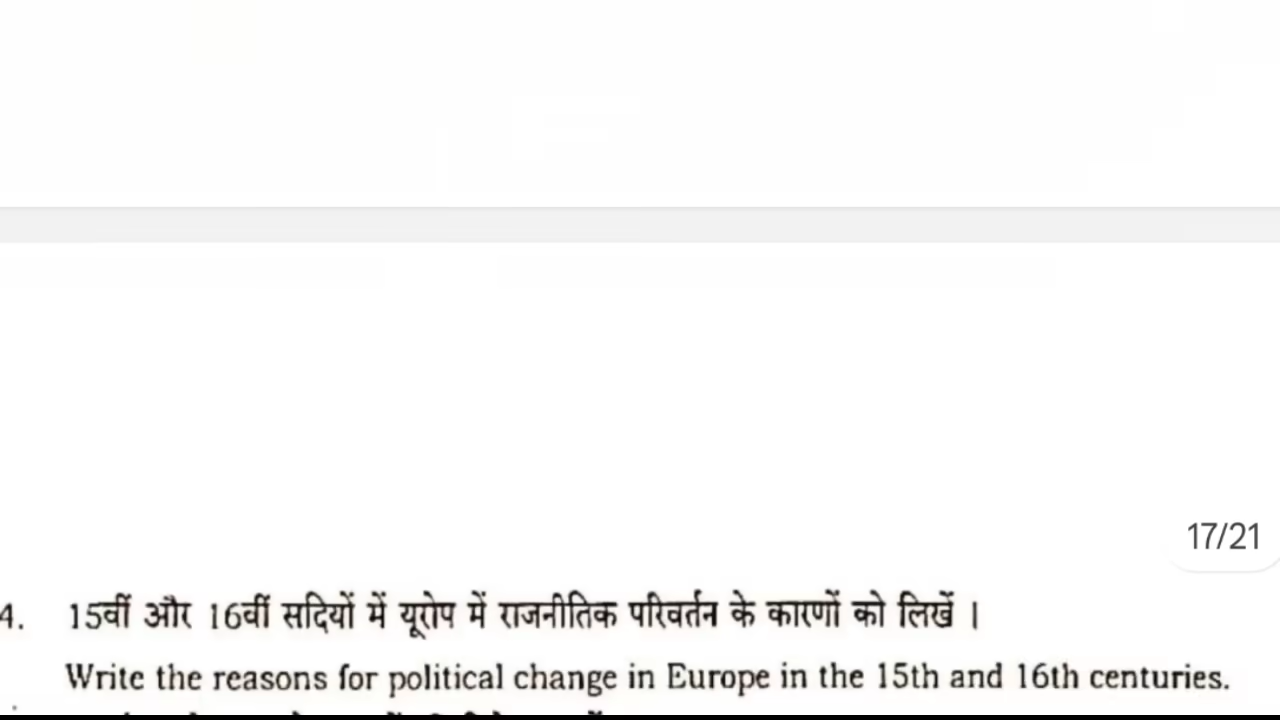 17/21
4. 15वीं और 16वीं सदियों में यूरोप में राजनीतिक परिवर्तन के कारणों को लिखें ।
Write the reasons for political change in Europe in the 15th and 16th centuries.